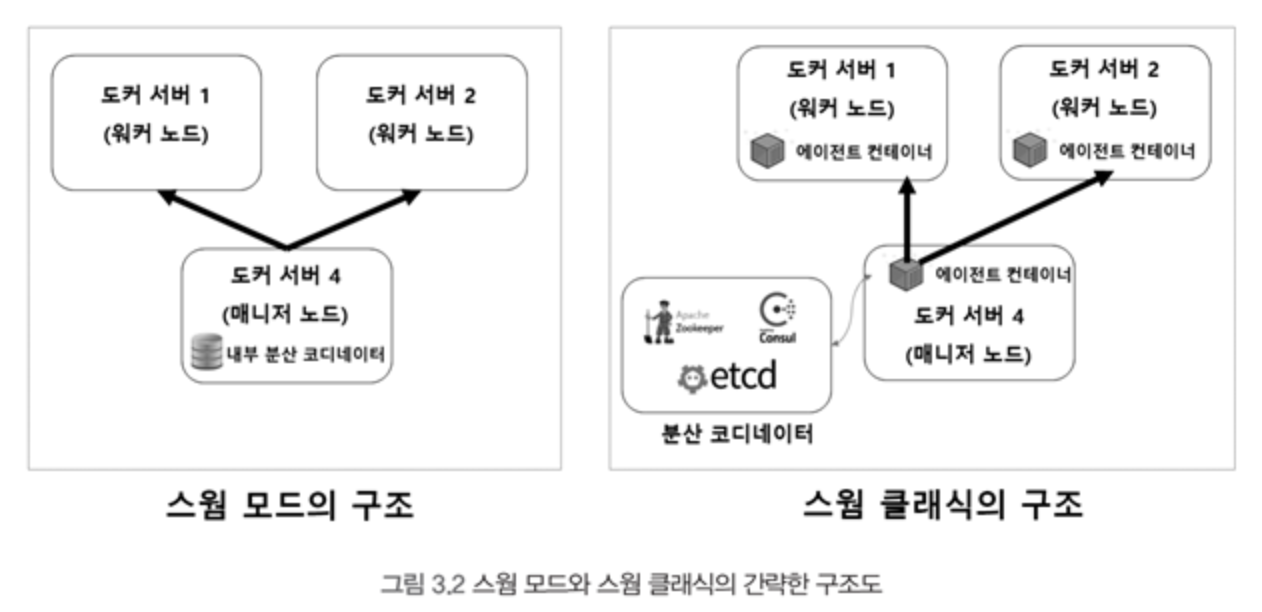 도커 서버 1
(워커 노드)
도커 서버 2
(워커 노드)
도커 서버 4
(매니저 노드)
내부 분산 코디네이터
스웜 모드의 구조
도커 서버 1
(워커 노드)
에이전트 컨테이너
도커 서버 2
(워커 노드)
에이전트 컨테이너
에이전트 컨테이너
도커 서버 4
(매니저 노드)
Apache
Zookeeper
Consul
etcd
분산 코디네이터
스웜 클래식의 구조
그림 3.2 스웜 모드와 스웜 클래식의 간략한 구조도